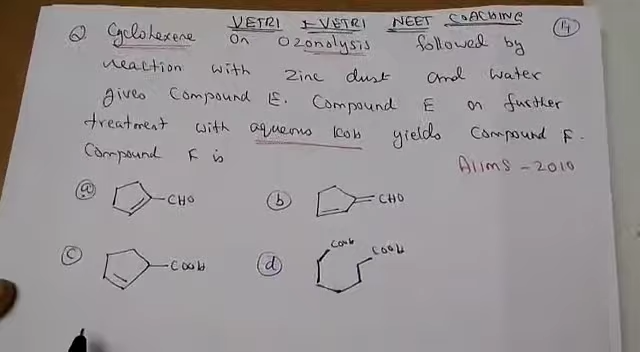 VETRI I VETRI NEET COACHING
14
Q Cyclohexene on Ozonolysis followed by
reaction with Zinc dust and water
gives Compound E. Compound E on further
treatment with aqueous KOH yields Compound F.
Compound F is
AIIMS - 2010
a CHO
b CHO
c COOH
d COOH COOH